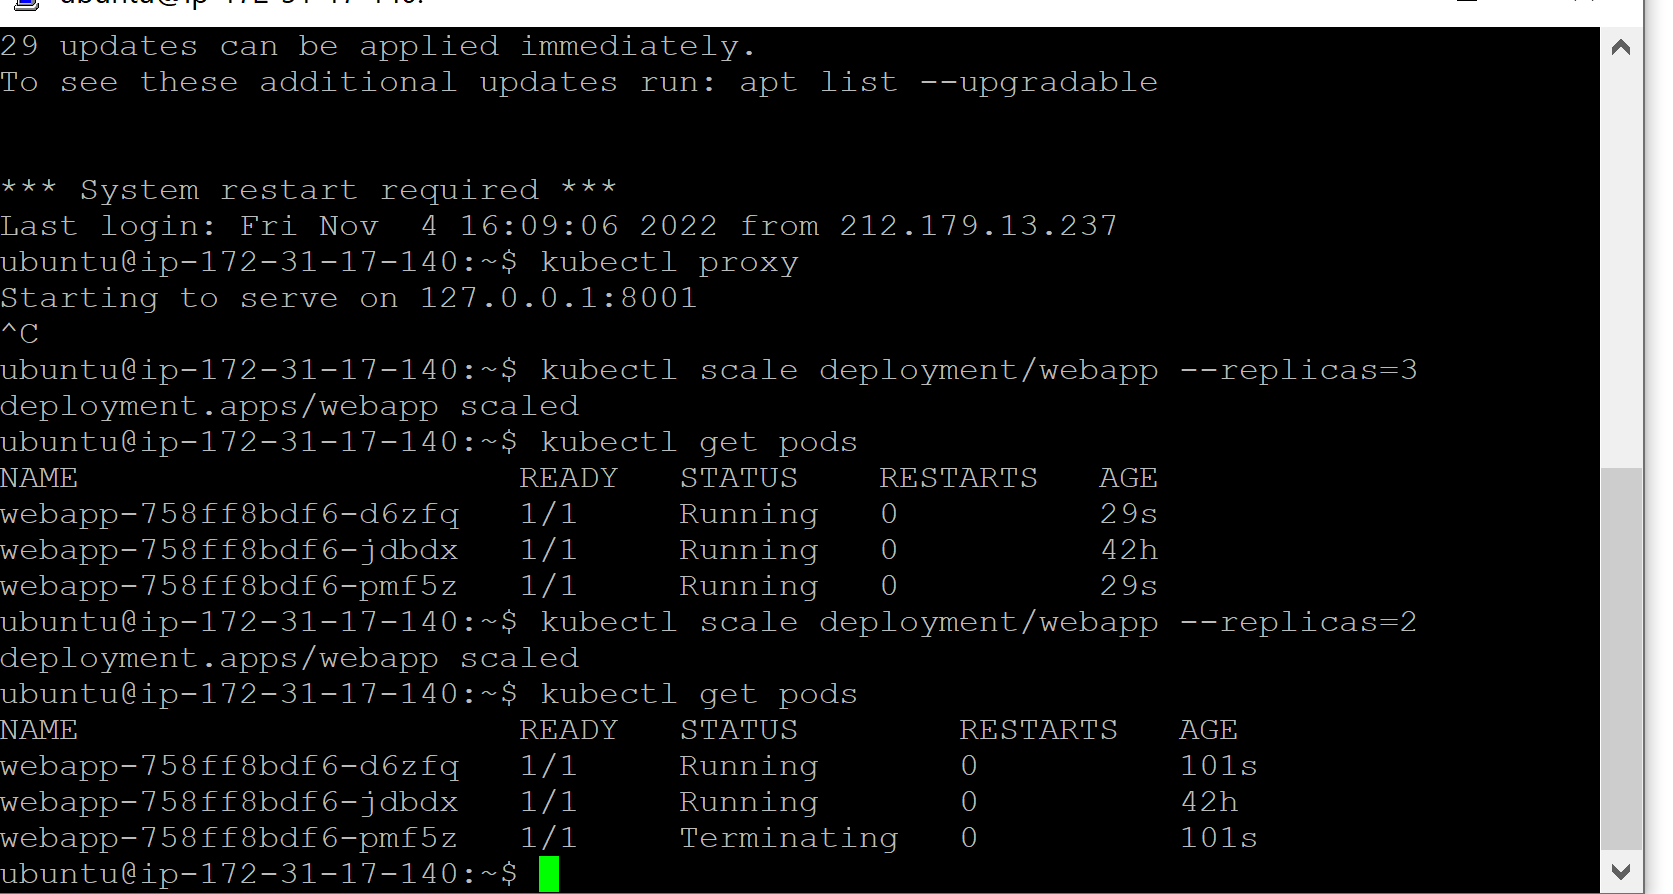 ubuntu@ip-172-31-17-140:
29 updates can be applied immediately.
To see these additional updates run: apt list --upgradable
*** System restart required ***
Last login: Fri Nov  4 16:09:06 2022 from 212.179.13.237
ubuntu@ip-172-31-17-140:~$ kubectl proxy
Starting to serve on 127.0.0.1:8001
^C
ubuntu@ip-172-31-17-140:~$ kubectl scale deployment/webapp --replicas=3
deployment.apps/webapp scaled
ubuntu@ip-172-31-17-140:~$ kubectl get pods
NAME                      READY   STATUS    RESTARTS   AGE
webapp-758ff8bdf6-d6zfq   1/1     Running   0          29s
webapp-758ff8bdf6-jdbdx   1/1     Running   0          42h
webapp-758ff8bdf6-pmf5z   1/1     Running   0          29s
ubuntu@ip-172-31-17-140:~$ kubectl scale deployment/webapp --replicas=2
deployment.apps/webapp scaled
ubuntu@ip-172-31-17-140:~$ kubectl get pods
NAME                      READY   STATUS        RESTARTS   AGE
webapp-758ff8bdf6-d6zfq   1/1     Running       0          101s
webapp-758ff8bdf6-jdbdx   1/1     Running       0          42h
webapp-758ff8bdf6-pmf5z   1/1     Terminating   0          101s
ubuntu@ip-172-31-17-140:~$